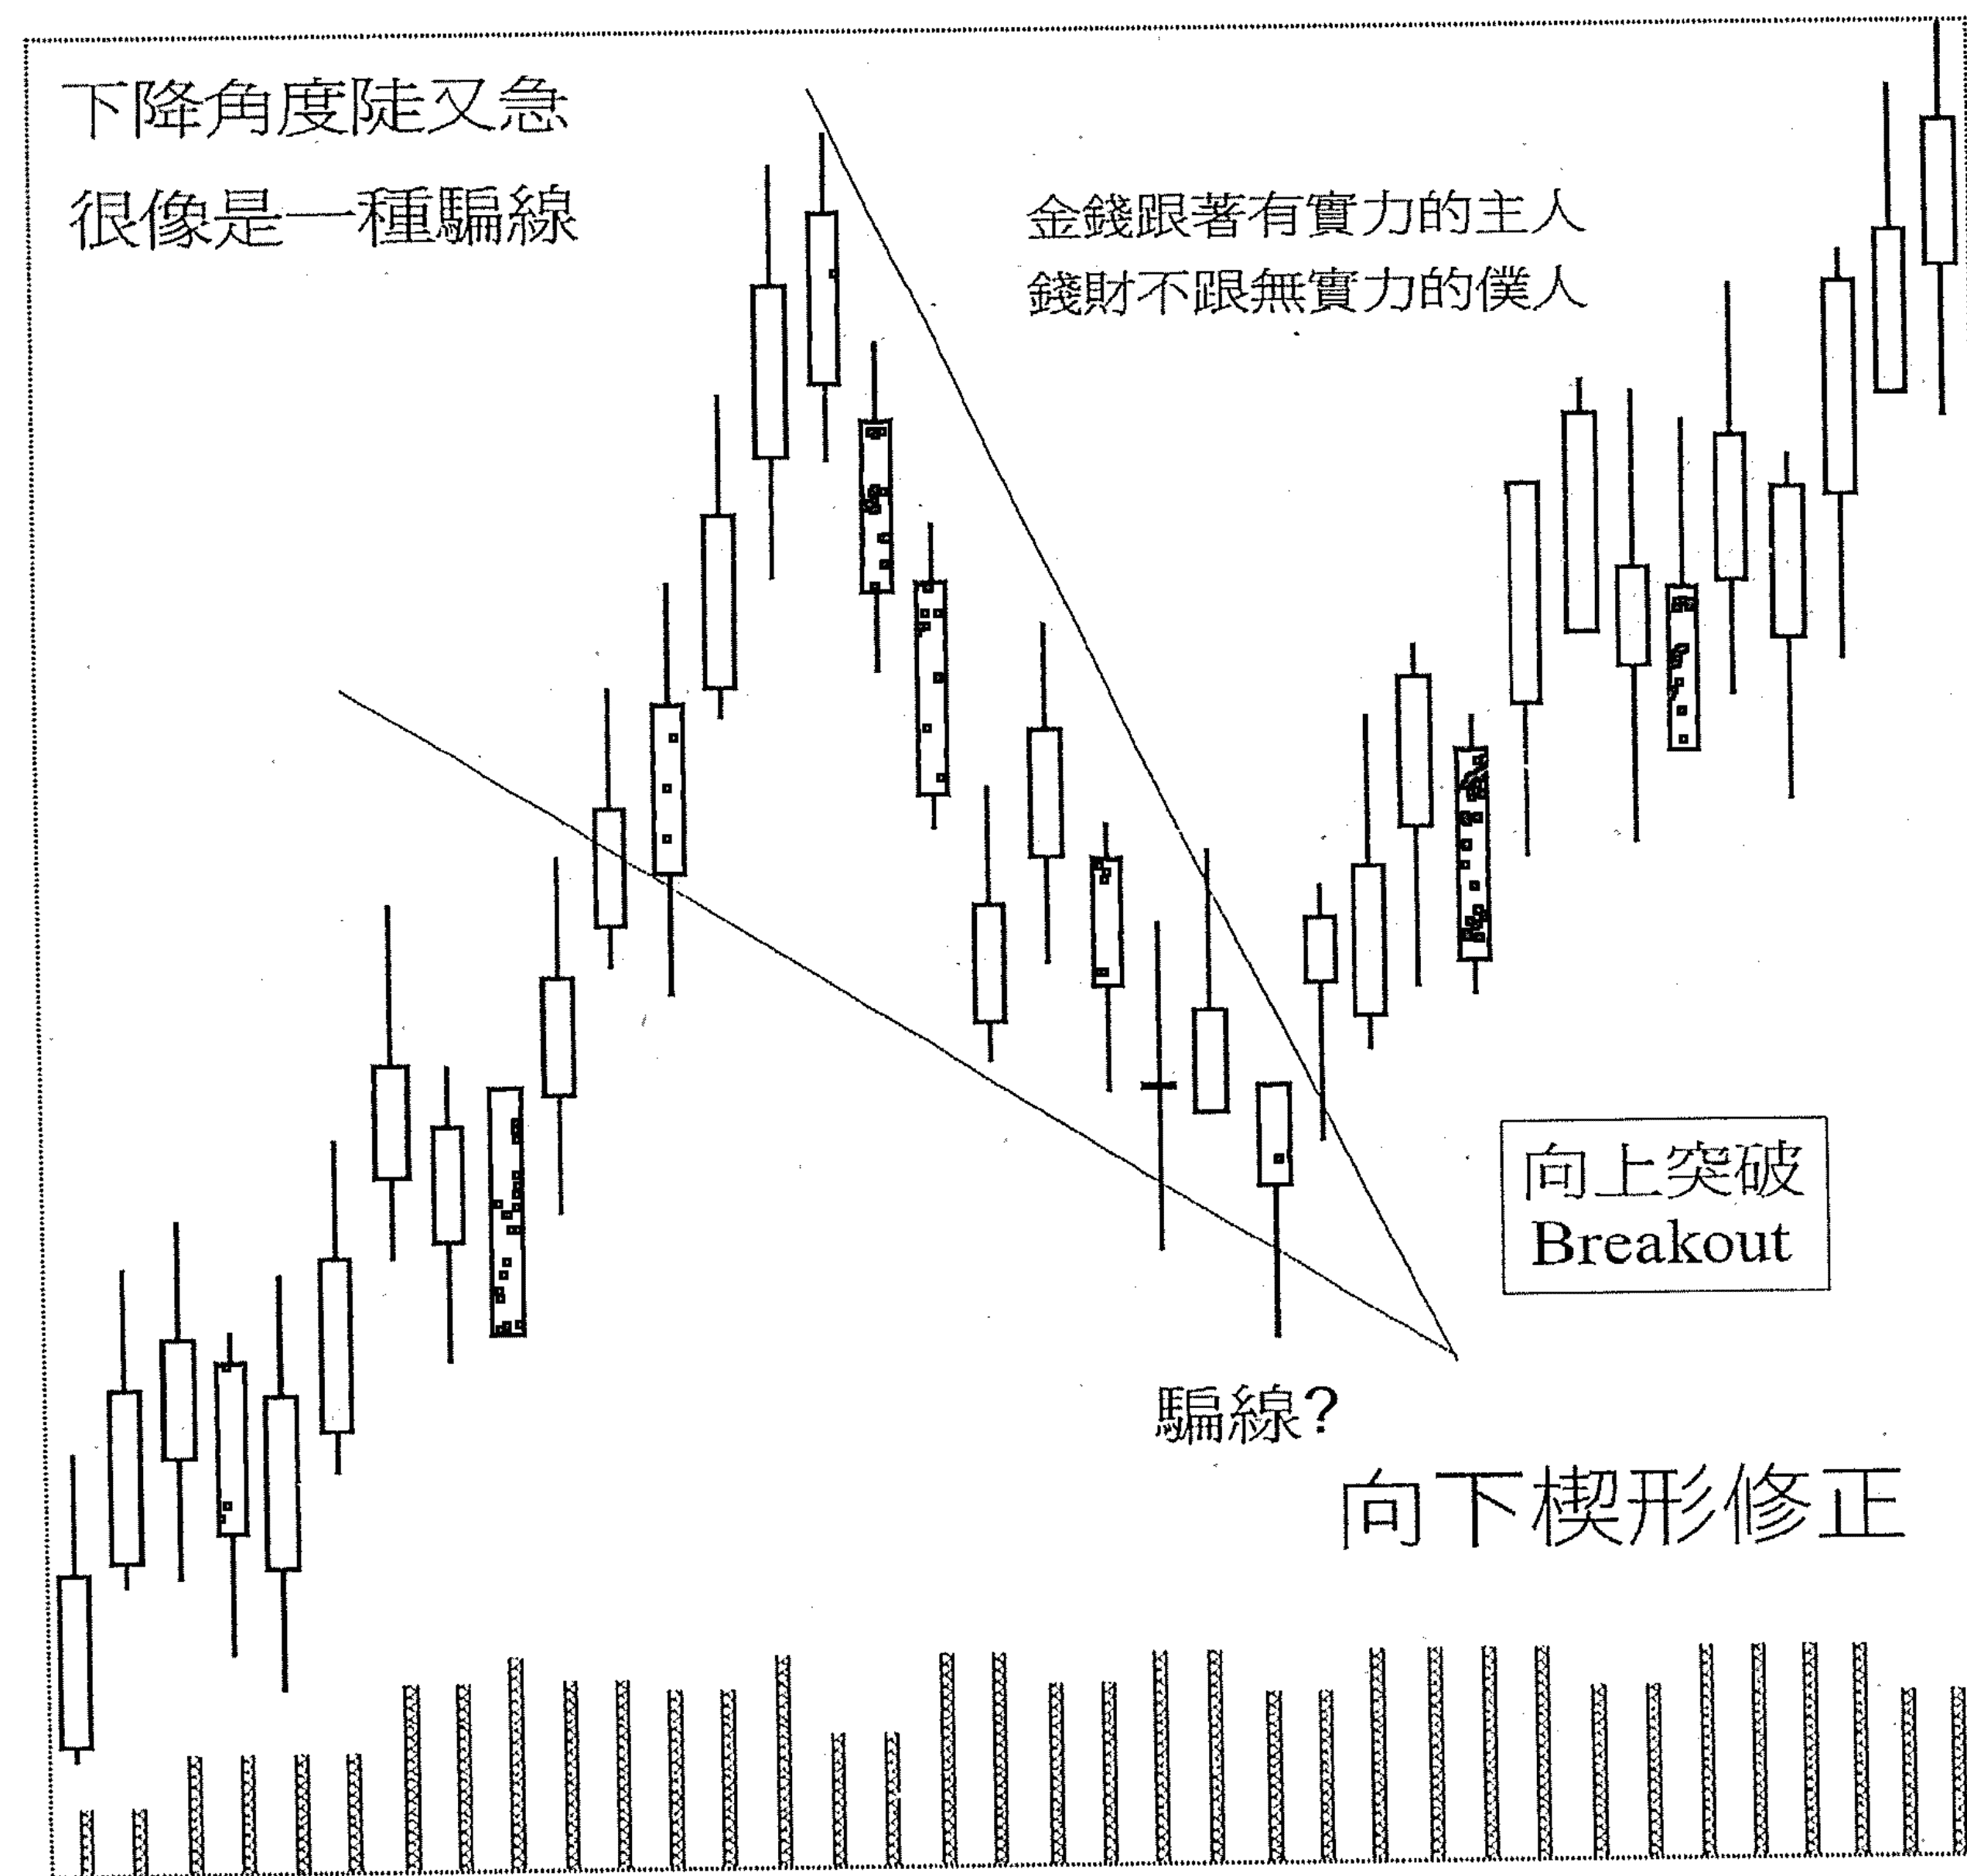 下降角度陡又急
很像是一種騙線
金錢跟著有實力的主人
錢財不跟無實力的僕人
向上突破
Breakout
騙線?
向下楔形修正